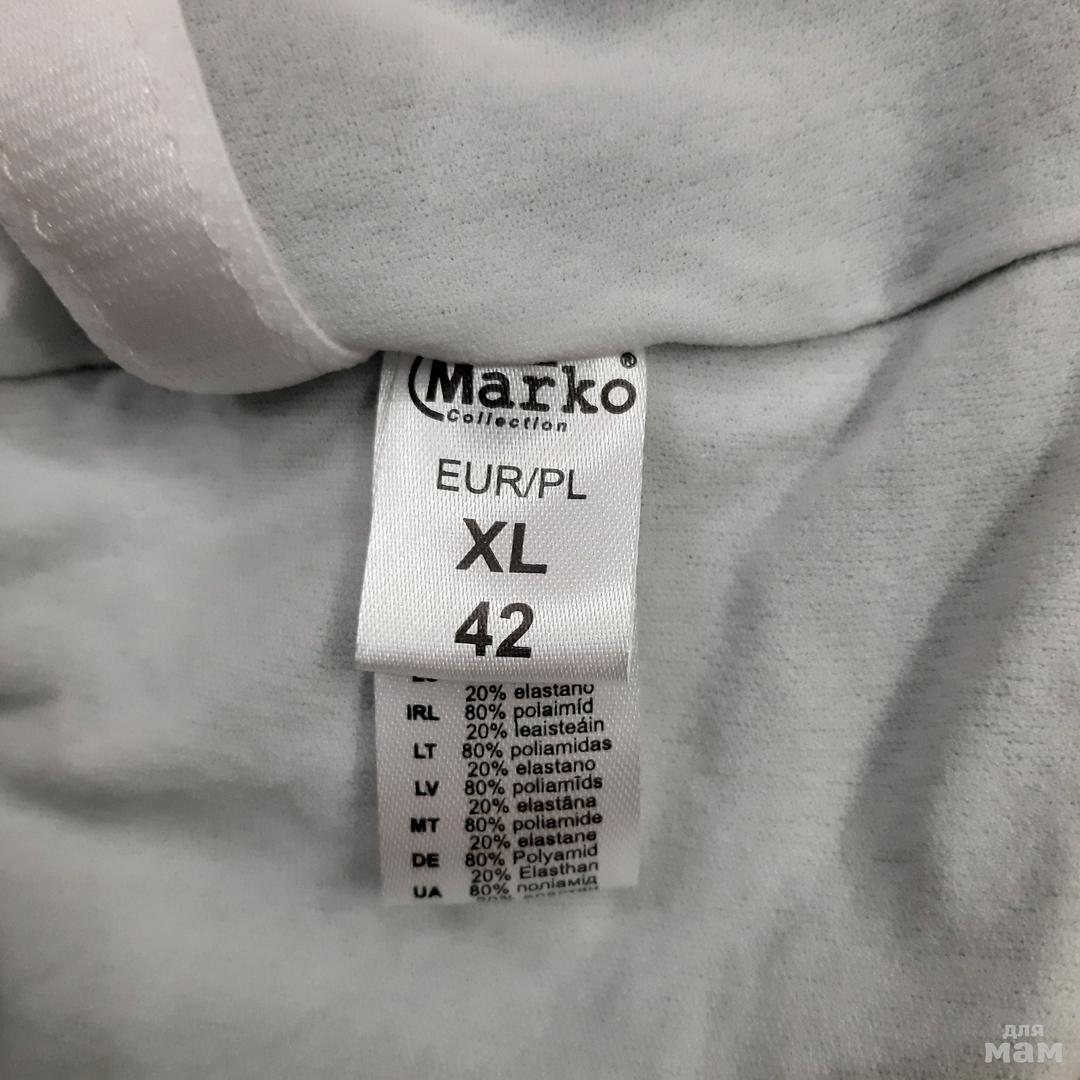 Marko®
Collection
EUR/PL
XL
42
20% elastano
IRL 80% polaimíd
20% leaisteáin
LT 80% poliamidas
20% elastano
LV 80% poliamīds
20% elastāna
MT 80% poliamide
20% elastane
DE 80% Polyamid
20% Elasthan
UA 80% поліамід
20%
для
мам